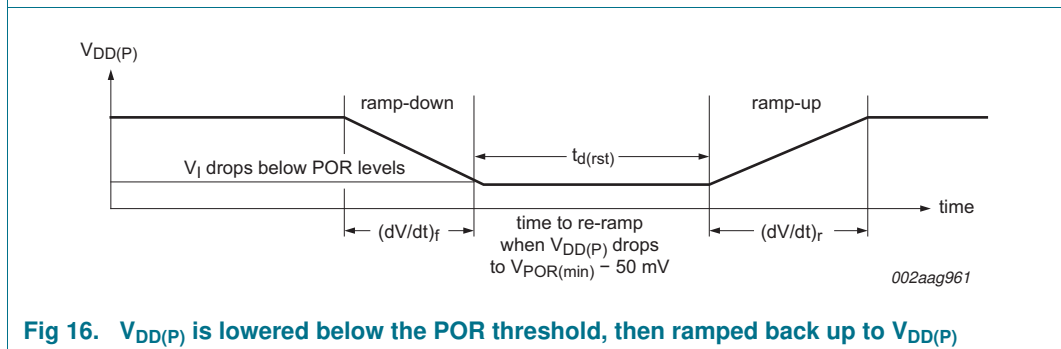 VDD(P)
ramp-down
ramp-up
td(rst)
VI drops below POR levels
time
(dV/dt)f
time to re-ramp
when VDD(P) drops
to VPOR(min) − 50 mV
(dV/dt)r
002aag961
Fig 16. VDD(P) is lowered below the POR threshold, then ramped back up to VDD(P)